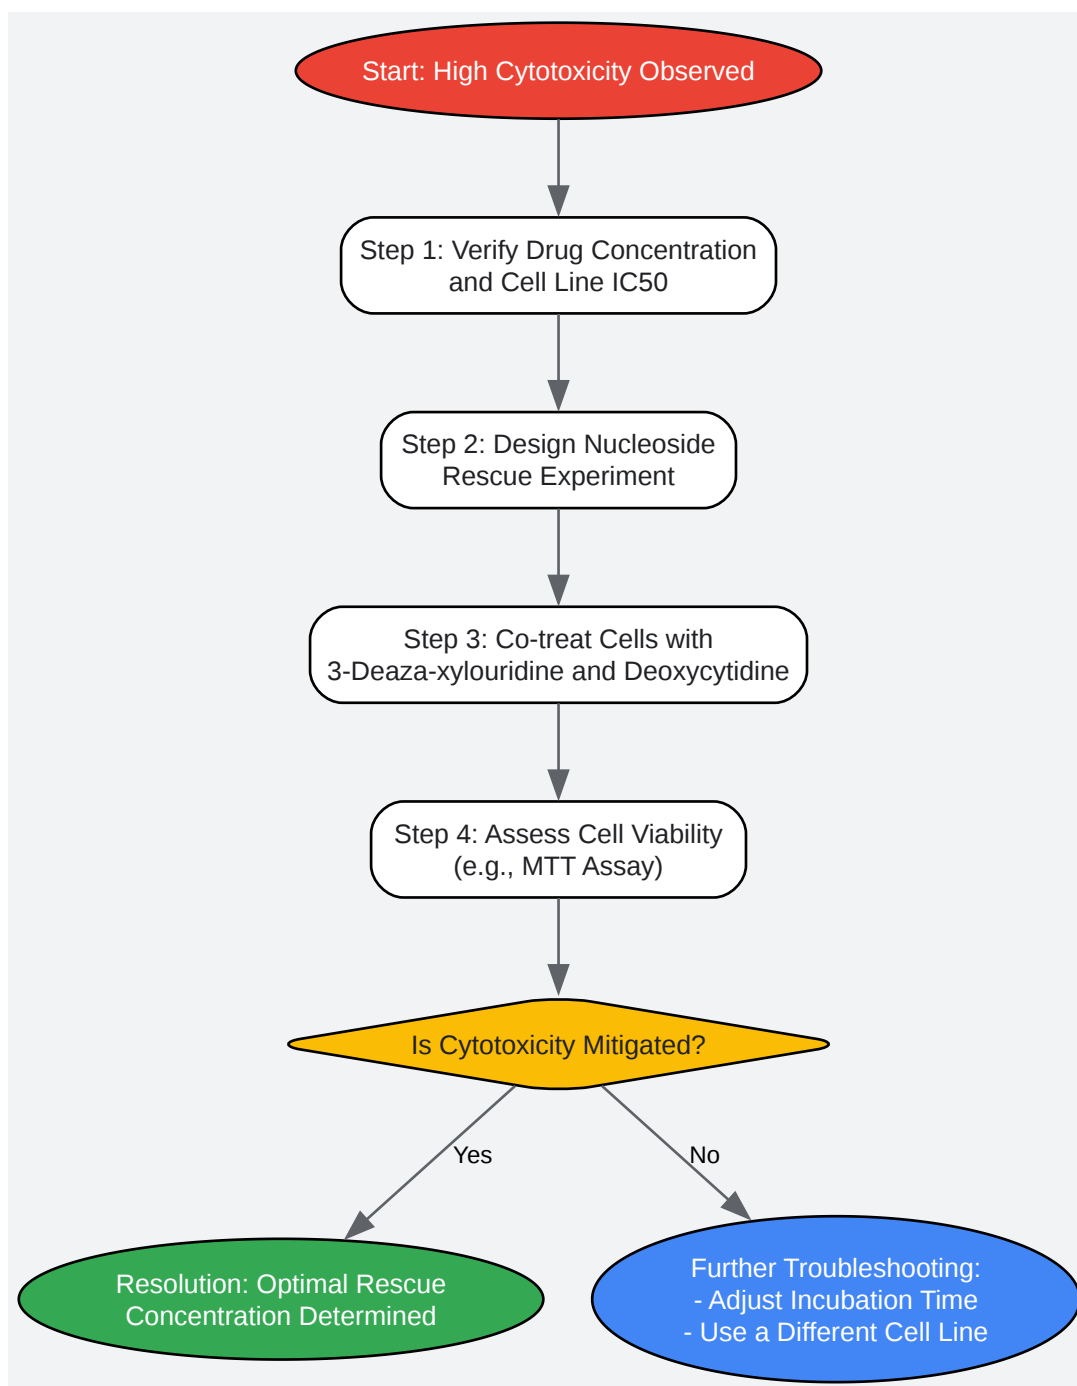 Start: High Cytotoxicity Observed
Step 1: Verify Drug Concentration
and Cell Line IC50
Step 2: Design Nucleoside
Rescue Experiment
Step 3: Co-treat Cells with
3-Deaza-xylouridine and Deoxycytidine
Step 4: Assess Cell Viability
(e.g., MTT Assay)
Is Cytotoxicity Mitigated?
Yes
No
Resolution: Optimal Rescue
Concentration Determined
Further Troubleshooting:
- Adjust Incubation Time
- Use a Different Cell Line